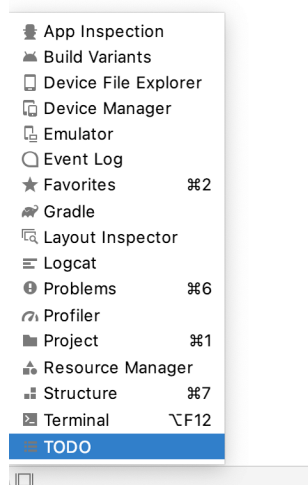 App Inspection
Build Variants
Device File Explorer
Device Manager
Emulator
Event Log
Favorites ⌘2
Gradle
Layout Inspector
Logcat
Problems ⌘6
Profiler
Project ⌘1
Resource Manager
Structure ⌘7
Terminal ⌥F12
TODO